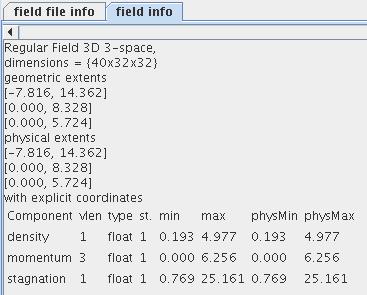 field file info field info
Regular Field 3D 3-space,
dimensions = {40x32x32}
geometric extents
[-7.816, 14.362]
[0.000, 8.328]
[0.000, 5.724]
physical extents
[-7.816, 14.362]
[0.000, 8.328]
[0.000, 5.724]
with explicit coordinates
Component vlen type st. min max physMin physMax
density 1 float 1 0.193 4.977 0.193 4.977
momentum 3 float 1 0.000 6.256 0.000 6.256
stagnation 1 float 1 0.769 25.161 0.769 25.161